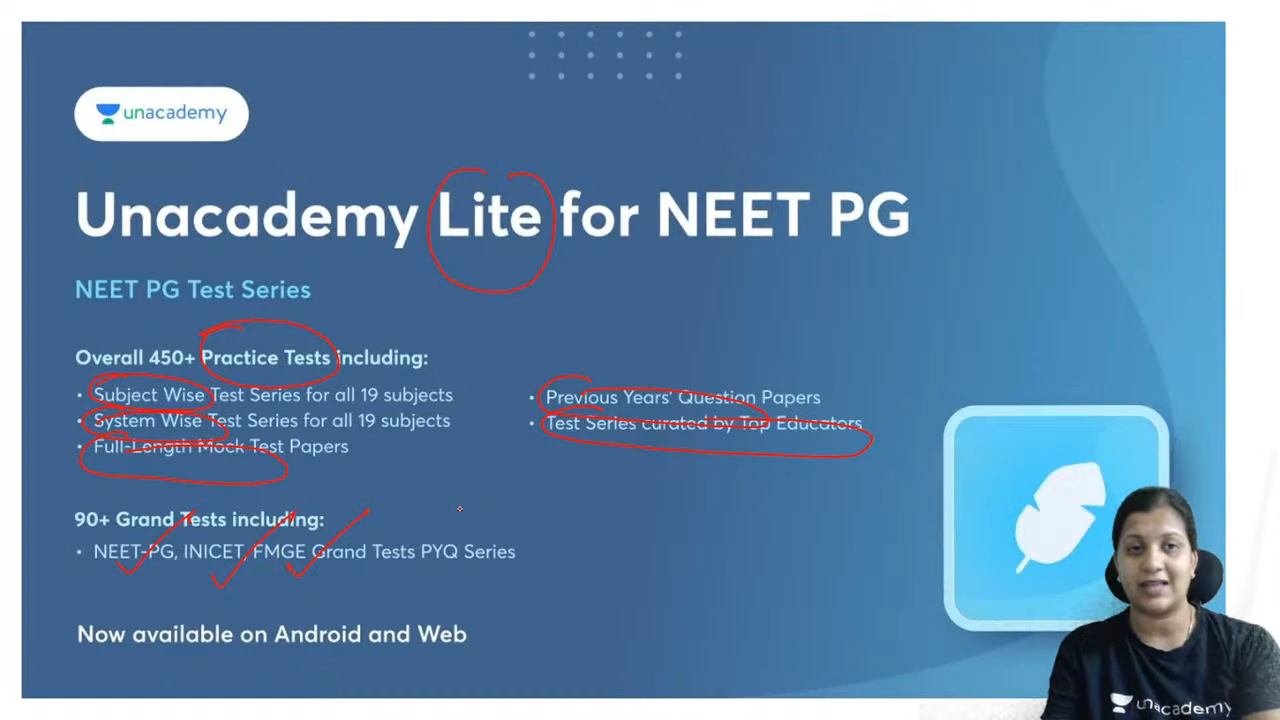 unacademy
Unacademy Lite for NEET PG
NEET PG Test Series
Overall 450+ Practice Tests including:
• Subject Wise Test Series for all 19 subjects
• System Wise Test Series for all 19 subjects
• Full-Length Mock Test Papers
• Previous Years' Question Papers
• Test Series curated by Top Educators
90+ Grand Tests including:
• NEET-PG, INICET, FMGE Grand Tests PYQ Series
Now available on Android and Web
unacademy